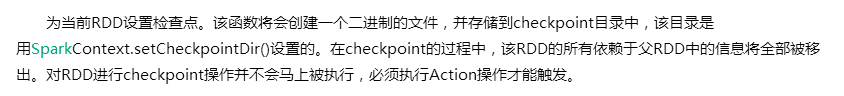 为当前RDD设置检查点。该函数将会创建一个二进制的文件，并存储到checkpoint目录中，该目录是
用SparkContext.setCheckpointDir()设置的。在checkpoint的过程中，该RDD的所有依赖于父RDD中的信息将全部被移
出。对RDD进行checkpoint操作并不会马上被执行，必须执行Action操作才能触发。